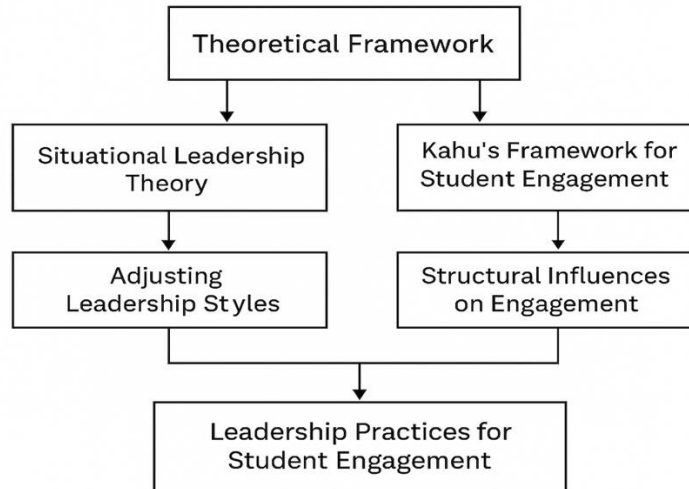 Theoretical Framework
Situational Leadership
Theory
Kahu's Framework for
Student Engagement
Adjusting
Leadership Styles
Structural Influences
on Engagement
Leadership Practices for
Student Engagement